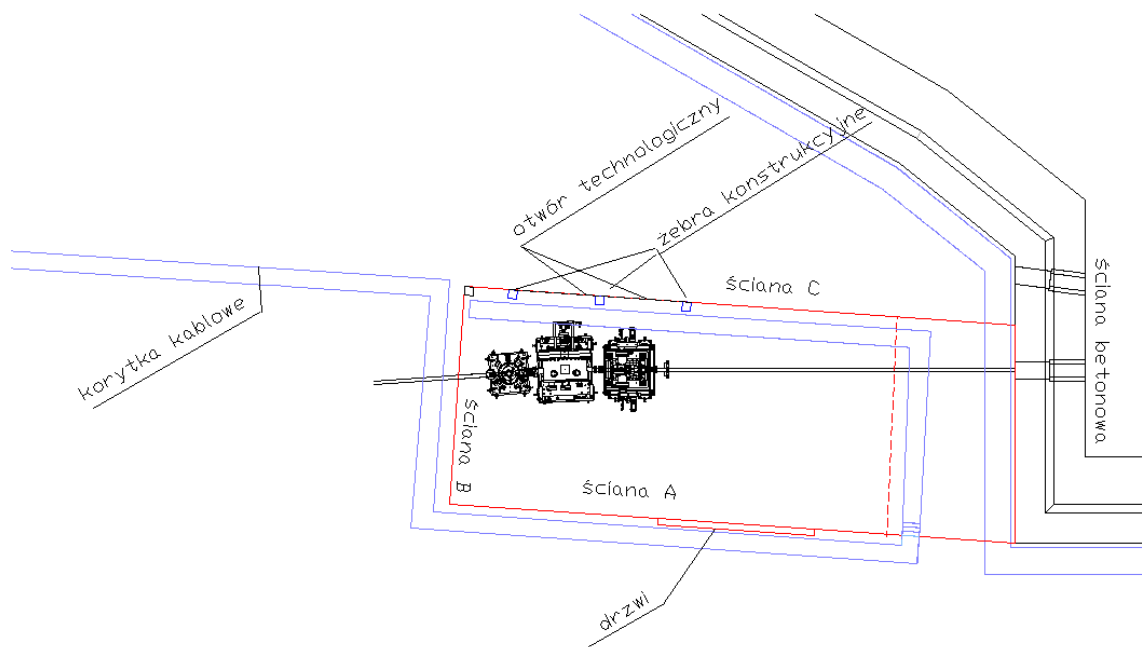 otwór technologiczny
żebra konstrukcyjne
ściana C
ściana betonowa
korytka kablowe
ściana B
ściana A
drzwi